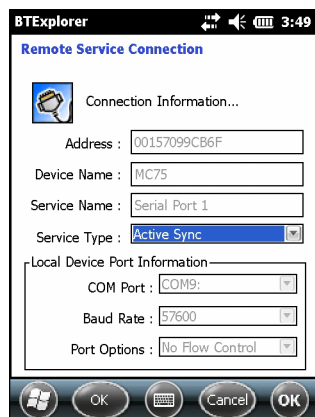 BTExplorer 3:49
Remote Service Connection
Connection Information...
Address : 00157099CB6F
Device Name : MC75
Service Name : Serial Port 1
Service Type : Active Sync
Local Device Port Information
COM Port : COM9:
Baud Rate : 57600
Port Options : No Flow Control
OK Cancel OK